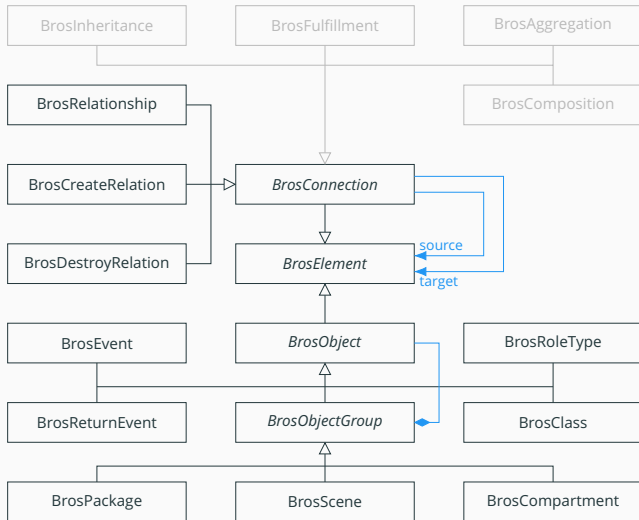 BrosInheritance
BrosFulfillment
BrosAggregation
BrosRelationship
BrosComposition
BrosCreateRelation
BrosConnection
source
BrosDestroyRelation
BrosElement
target
BrosEvent
BrosObject
BrosRoleType
BrosReturnEvent
BrosObjectGroup
BrosClass
BrosPackage
BrosScene
BrosCompartment